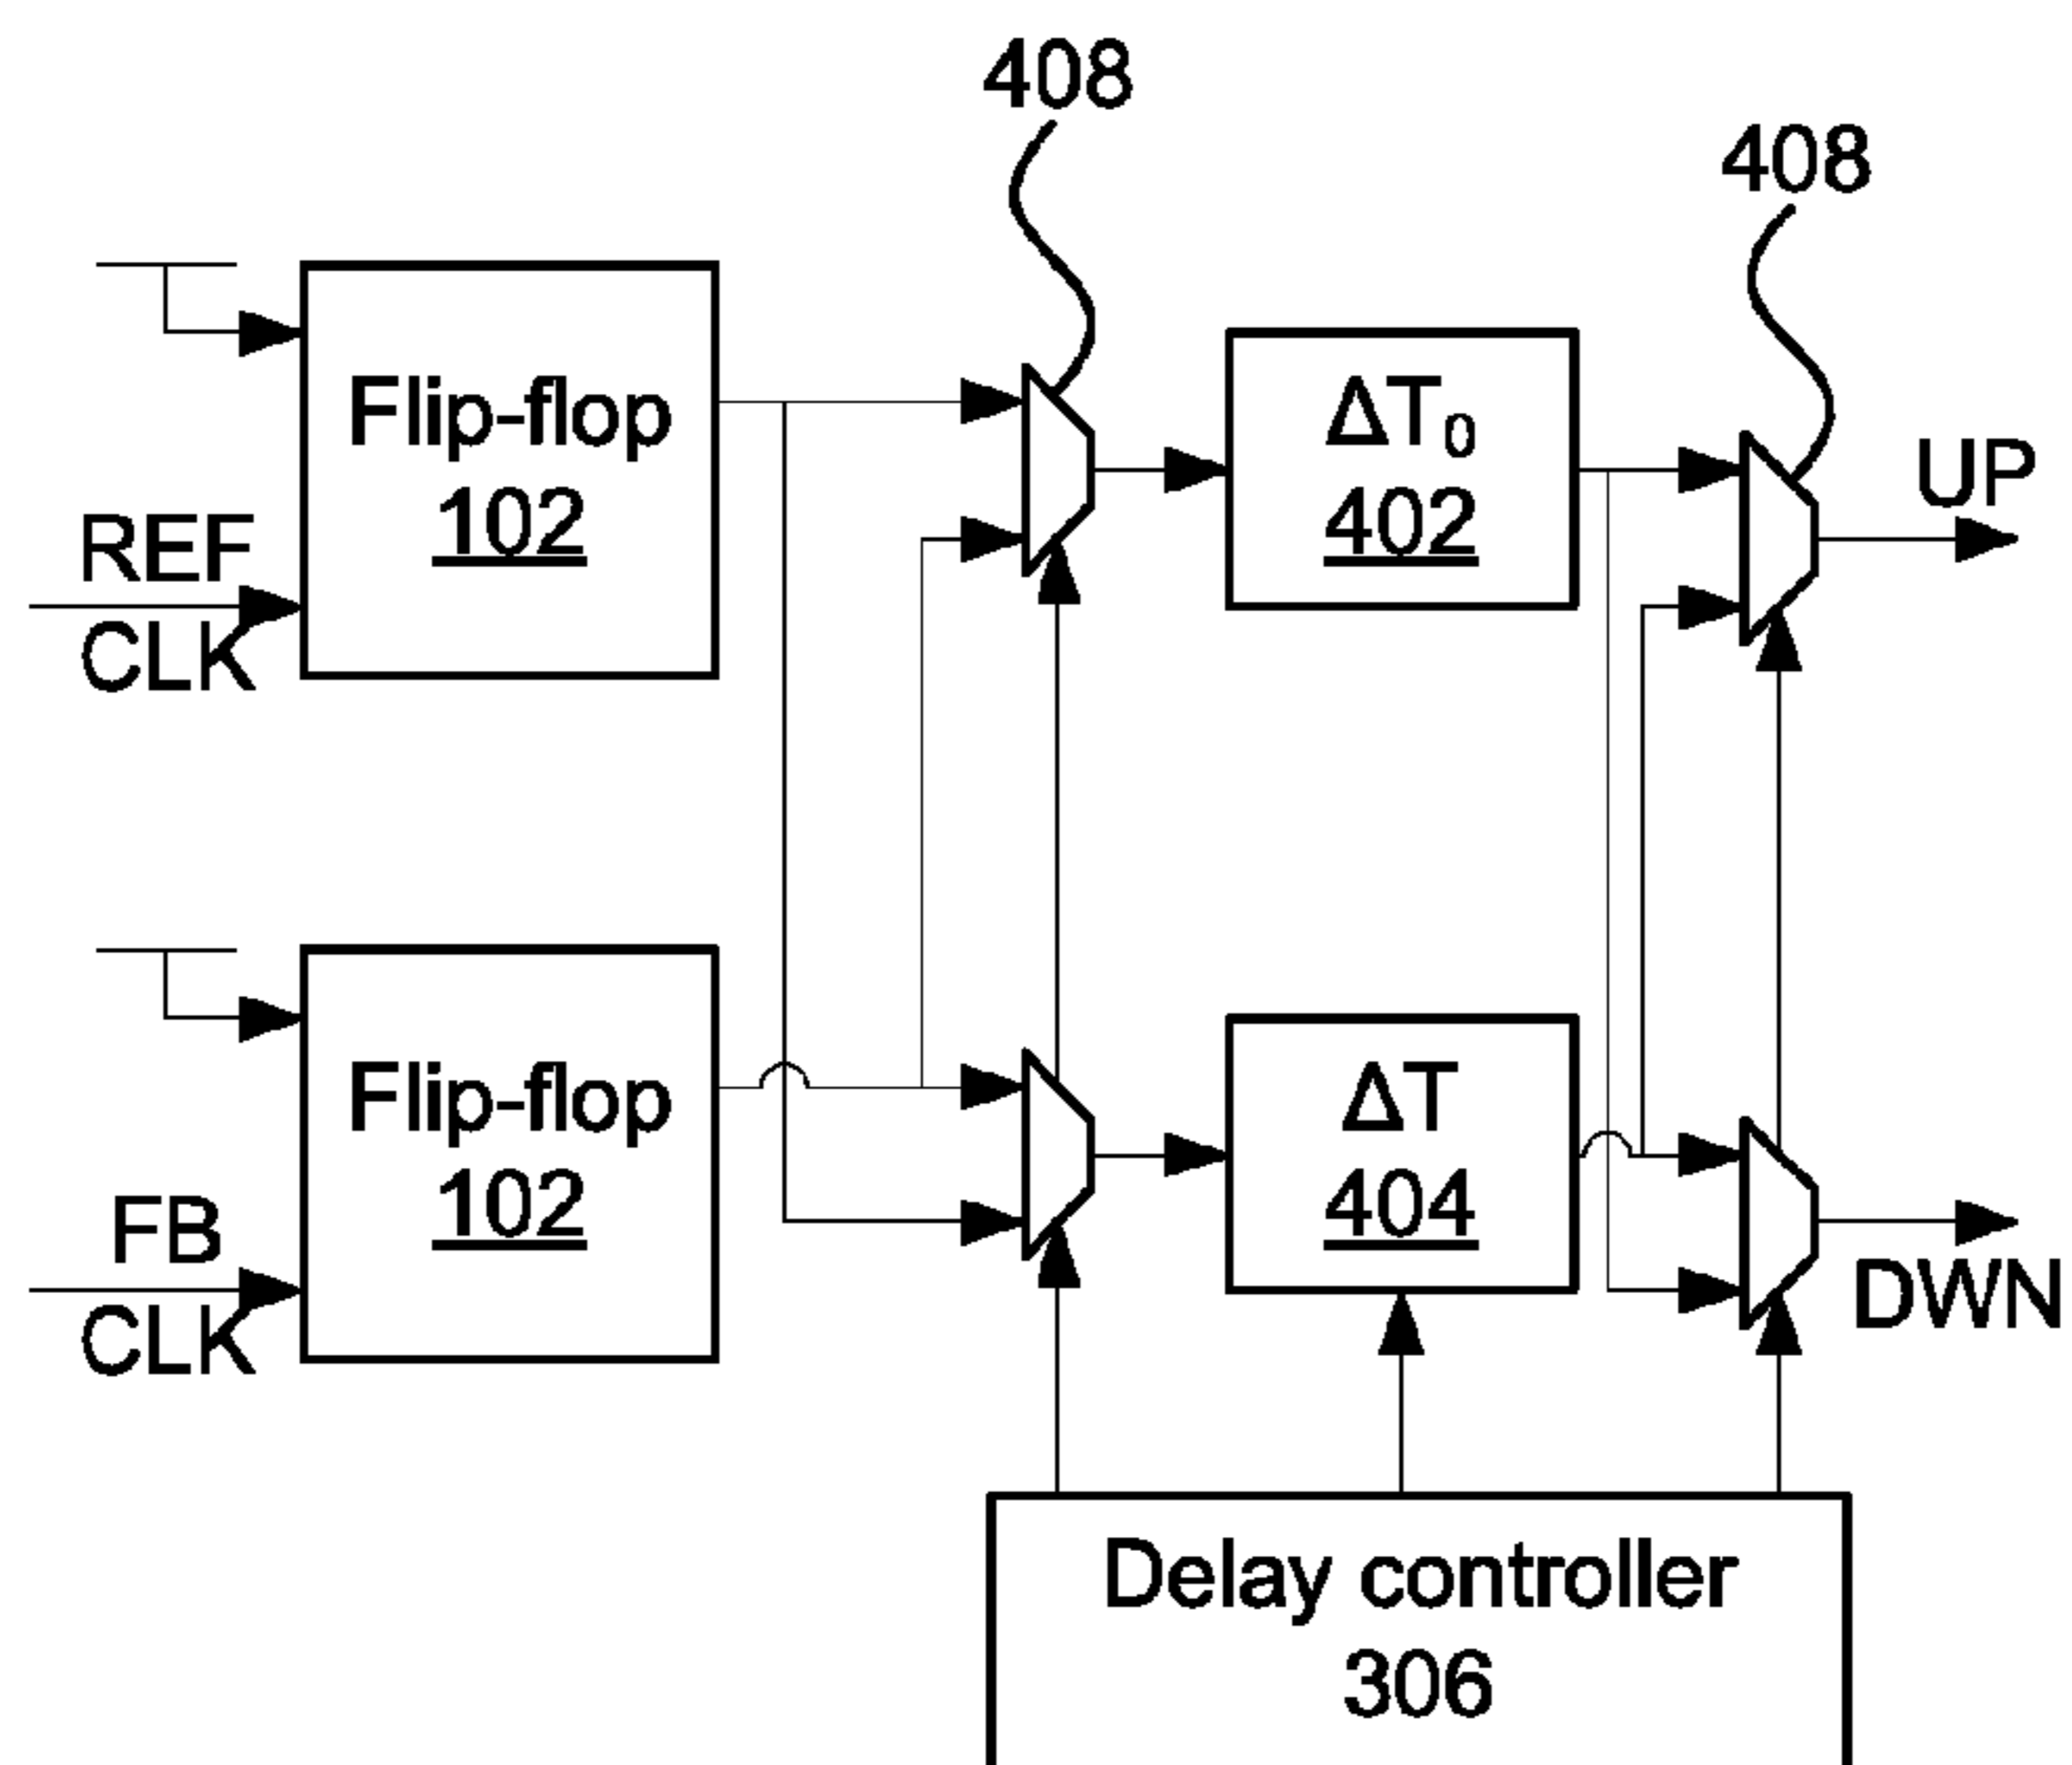 408
408
Flip-flop
102
REF
CLK
ΔT₀
402
UP
Flip-flop
102
FB
CLK
ΔT
404
DWN
Delay controller
306